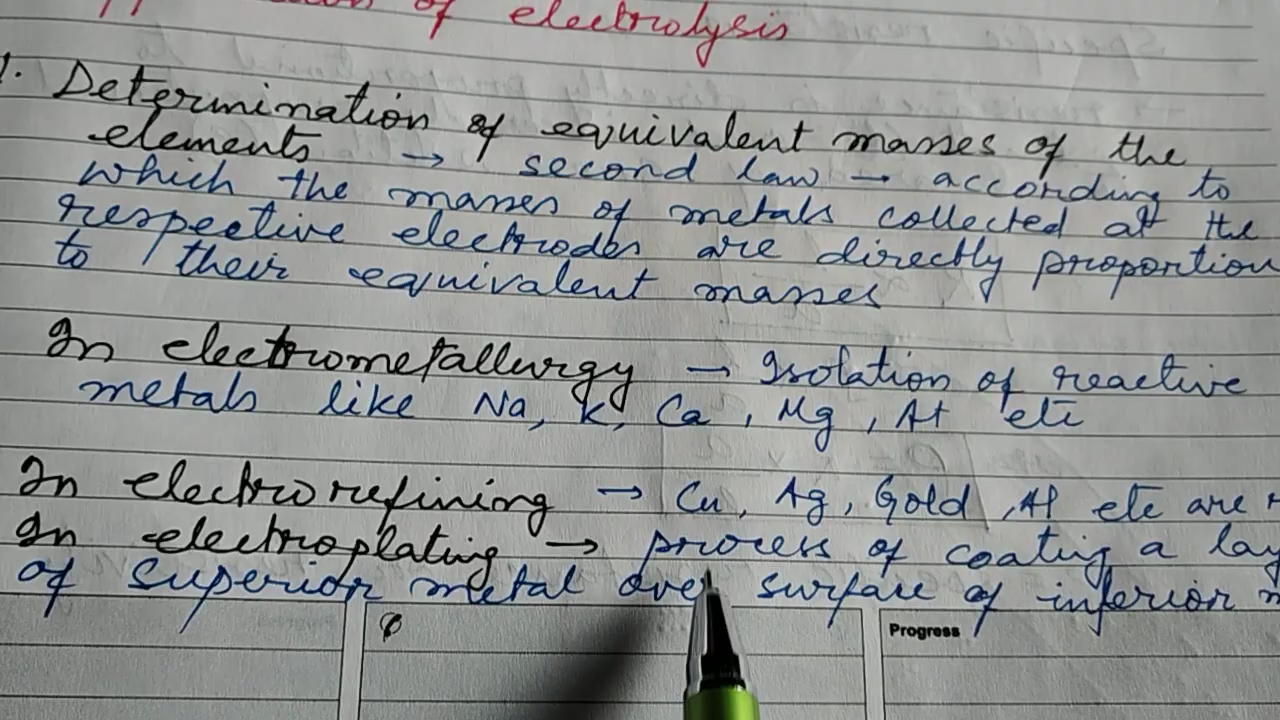 of electrolysis
1. Determination of equivalent masses of the
elements → second law → according to
which the masses of metals collected at the
respective electrodes are directly proportion
to their equivalent masses
In electrometallurgy → Isolation of reactive
metals like Na, K, Ca, Mg, Al etc
In electrorefining → Cu, Ag, Gold, Al etc are
In electroplating → process of coating a lay
of superior metal over surface of inferior
Progress